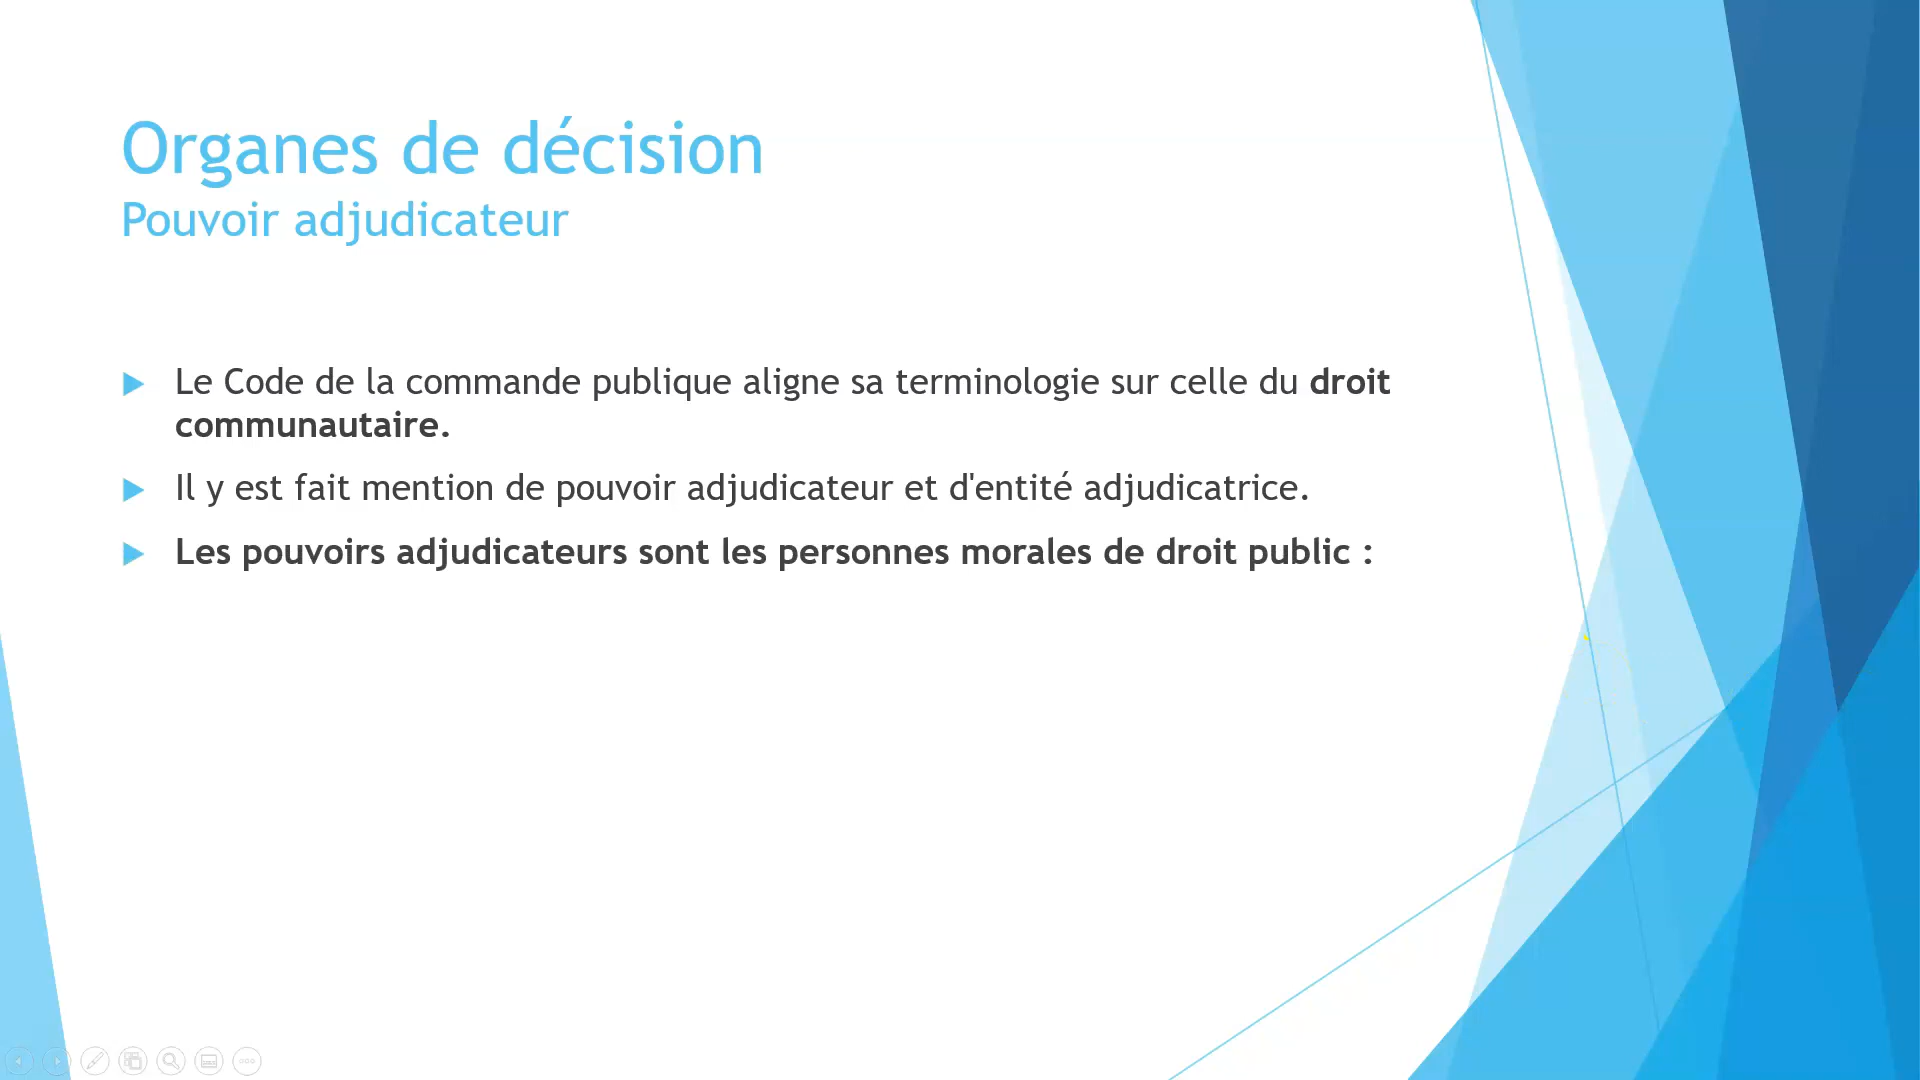 Organes de décision
Pouvoir adjudicateur
Le Code de la commande publique aligne sa terminologie sur celle du droit
communautaire.
Il y est fait mention de pouvoir adjudicateur et d'entité adjudicatrice.
Les pouvoirs adjudicateurs sont les personnes morales de droit public :